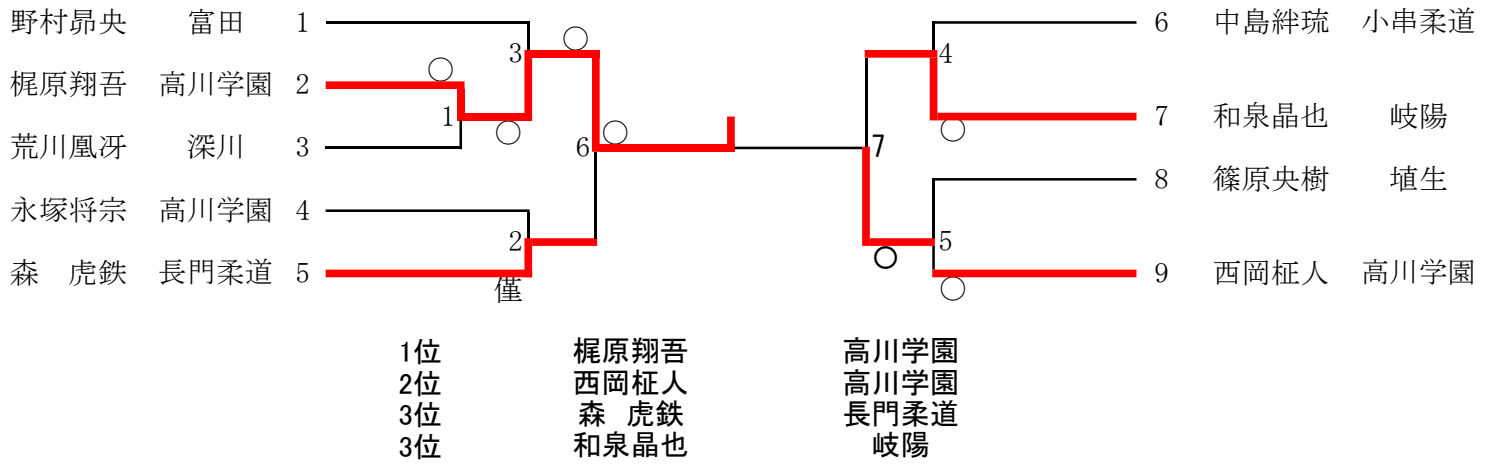 野村昴央 富田 1
梶原翔吾 高川学園 2
荒川凰冴 深川 3
永塚将宗 高川学園 4
森 虎鉄 長門柔道 5
1
3
2
僅
6
7
4
5
6 中島絆琉 小串柔道
7 和泉晶也 岐陽
8 篠原央樹 埴生
9 西岡柾人 高川学園
1位 梶原翔吾 高川学園
2位 西岡柾人 高川学園
3位 森 虎鉄 長門柔道
3位 和泉晶也 岐陽